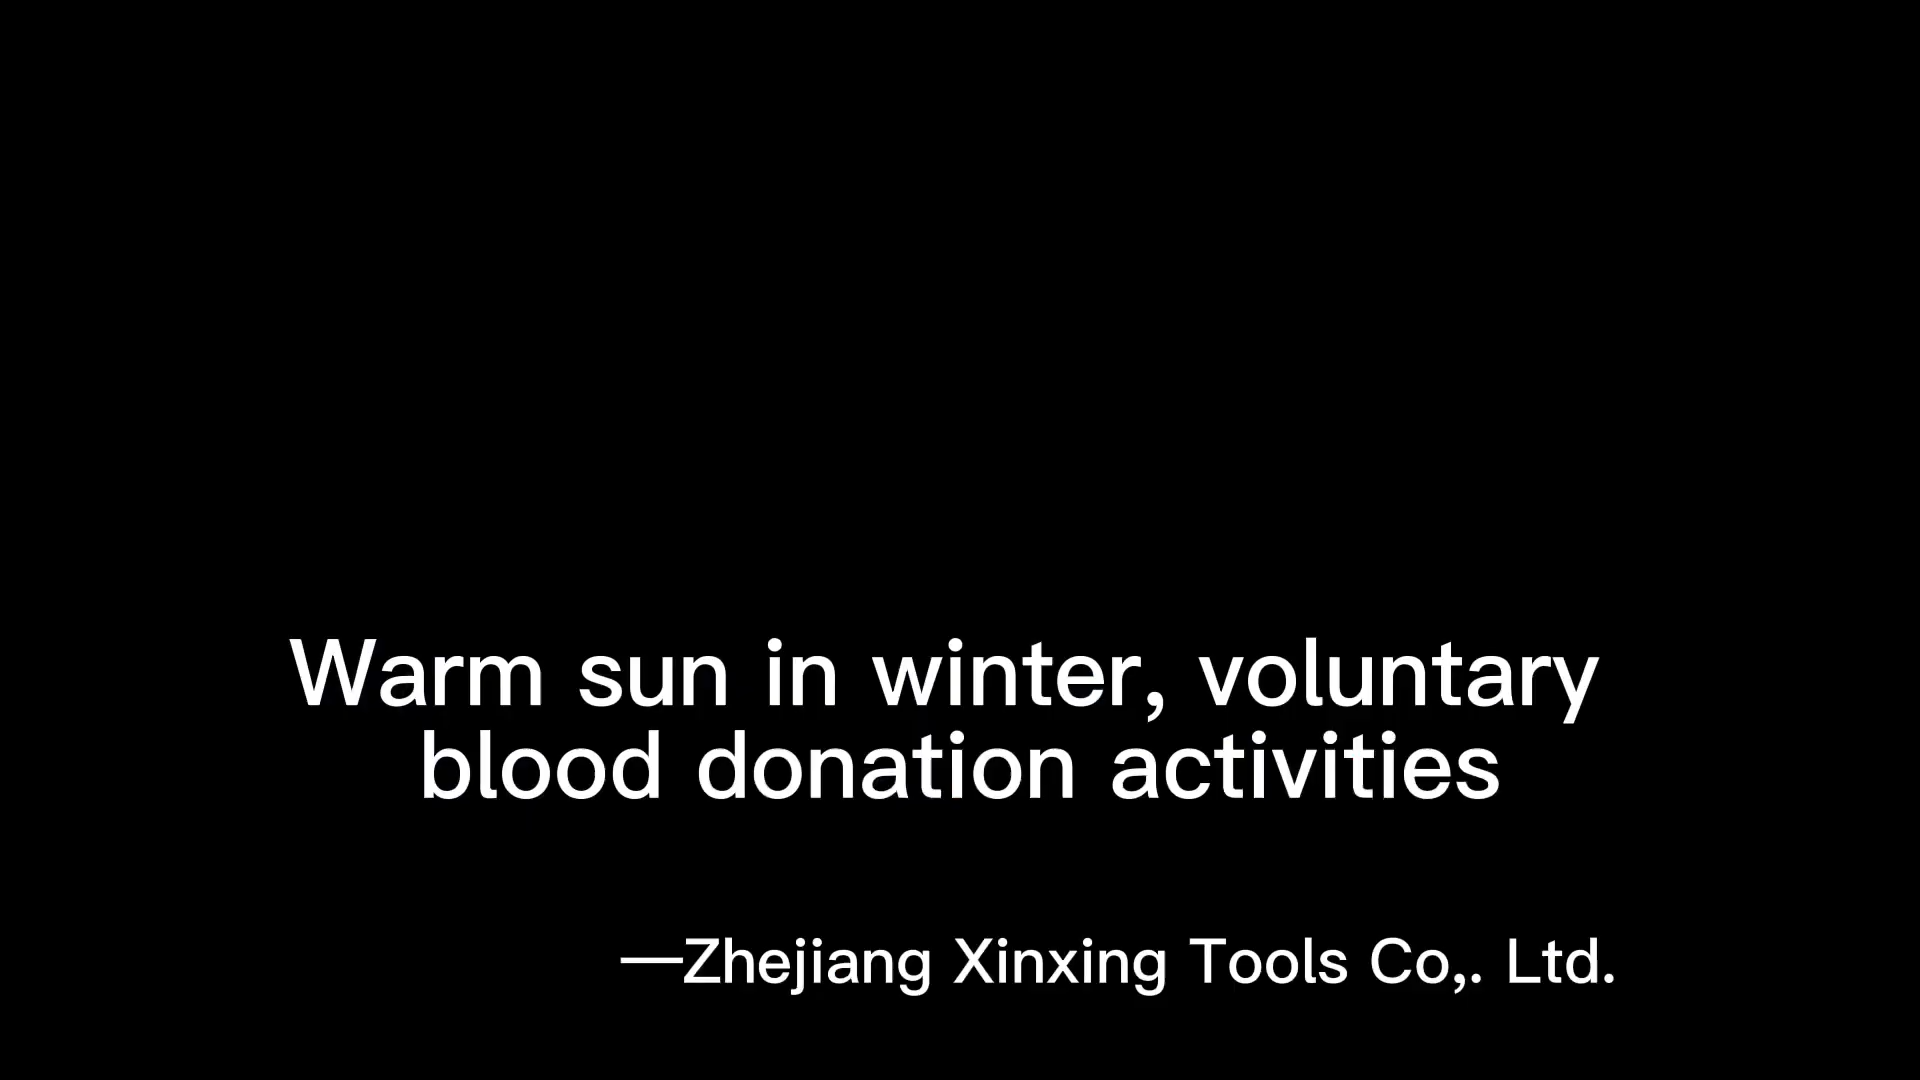 Warm sun in winter, voluntary
blood donation activities
—Zhejiang Xinxing Tools Co,. Ltd.